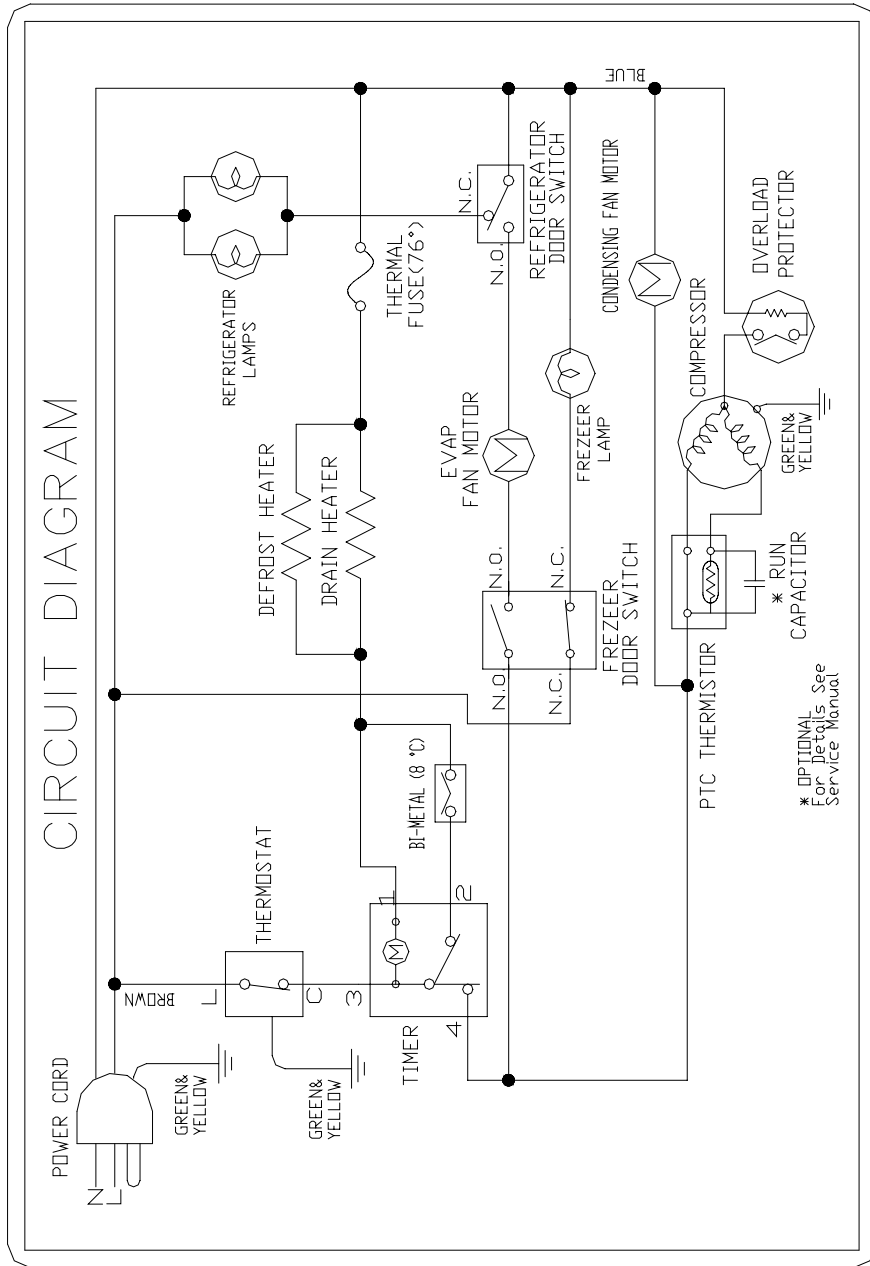 CIRCUIT DIAGRAM
POWER CORD
N
L
GREEN&
YELLOW
BROWN
GREEN&
YELLOW
L
C
THERMOSTAT
3
1
2
4
TIMER
BI-METAL (8 °C)
DEFROST HEATER
DRAIN HEATER
REFRIGERATOR
LAMPS
THERMAL
FUSE(76°)
N.C.
N.O.
REFRIGERATOR
DOOR SWITCH
EVAP
FAN MOTOR
FREZEER
LAMP
N.O.
N.O.
N.C.
N.C.
FREZEER
DOOR SWITCH
BLUE
CONDENSING FAN MOTOR
COMPRESSOR
OVERLOAD
PROTECTOR
GREEN&
YELLOW
PTC THERMISTOR
* RUN
CAPACITOR
* OPTIONAL
For Details See
Service Manual
M
M
M